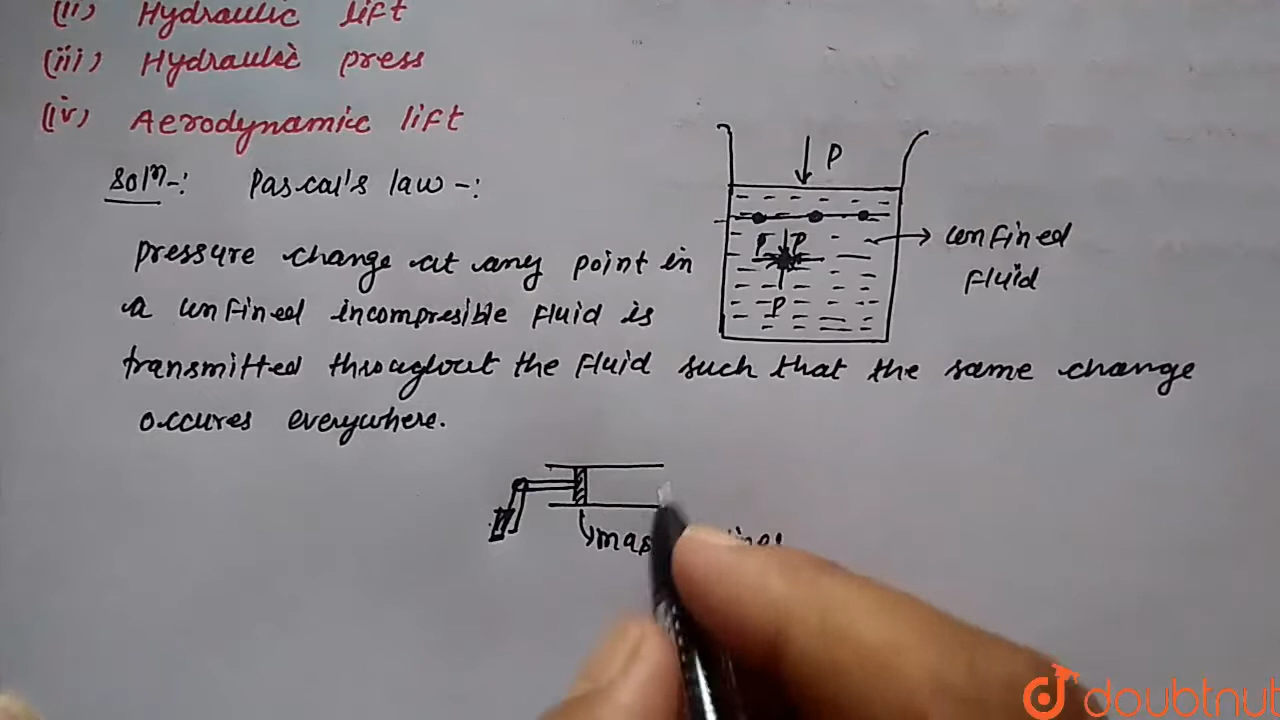 (ii) Hydraulic lift
(iii) Hydraulic press
(iv) Aerodynamic lift
Solⁿ-: Pascal's law-:
P
pressure change at any point in
a confined incompresible fluid is
transmitted throughout the fluid such that the same change
occures everywhere.
P P
P
confined
fluid
doubtnut